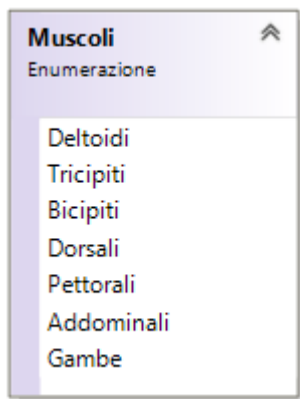 Muscoli
Enumerazione
Deltoidi
Tricipiti
Bicipiti
Dorsali
Pettorali
Addominali
Gambe